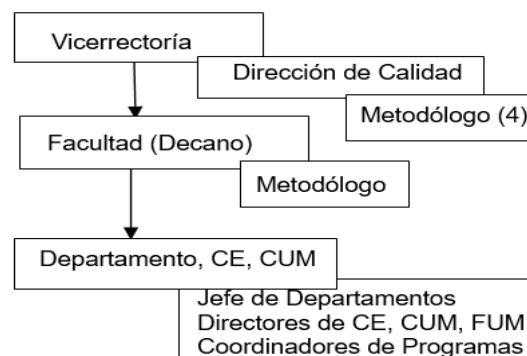 Vicerrectoría
Dirección de Calidad
Metodólogo (4)
Facultad (Decano)
Metodólogo
Departamento, CE, CUM
Jefe de Departamentos
Directores de CE, CUM, FUM
Coordinadores de Programas